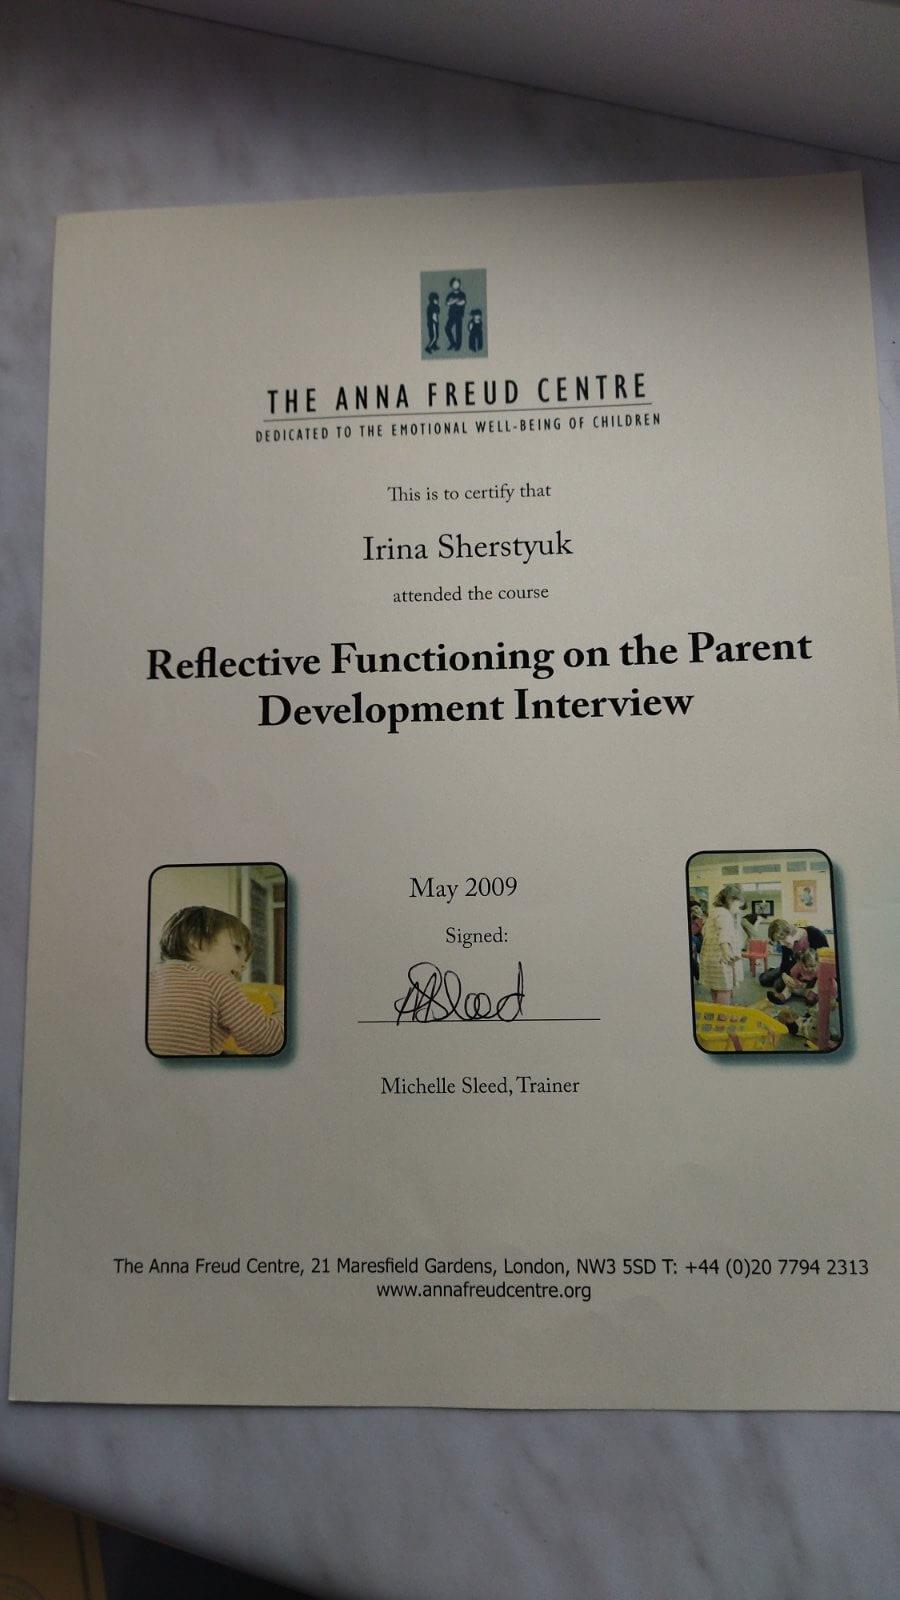 THE ANNA FREUD CENTRE
DEDICATED TO THE EMOTIONAL WELL-BEING OF CHILDREN
This is to certify that
Irina Sherstyuk
attended the course
Reflective Functioning on the Parent
Development Interview
May 2009
Signed:
MSleed
Michelle Sleed, Trainer
The Anna Freud Centre, 21 Maresfield Gardens, London, NW3 5SD T: +44 (0)20 7794 2313
www.annafreudcentre.org